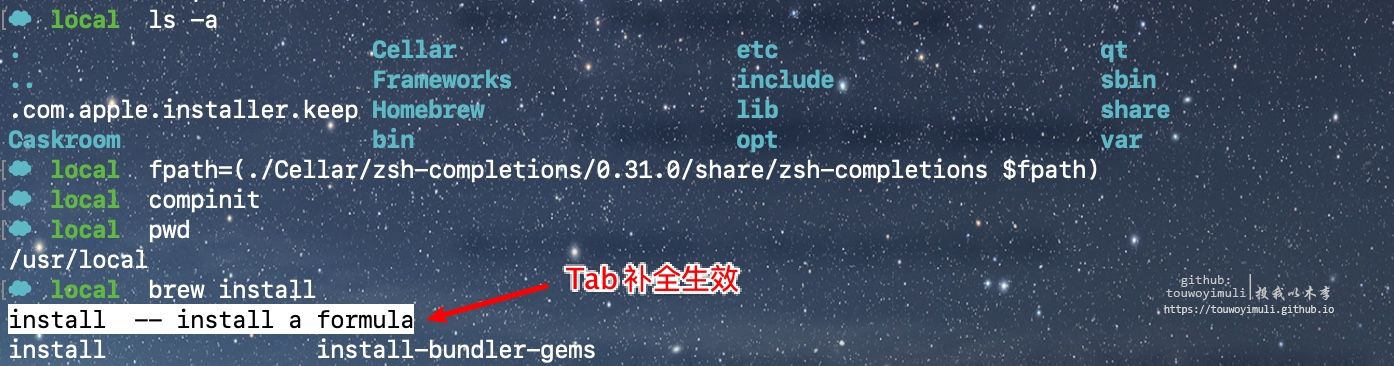 local ls -a
. Cellar etc qt
.. Frameworks include sbin
.com.apple.installer.keep Homebrew lib share
Caskroom bin opt var
local fpath=(./Cellar/zsh-completions/0.31.0/share/zsh-completions $fpath)
local compinit
local pwd
/usr/local
local brew install
Tab 补全生效
install -- install a formula
install install-bundler-gems
github:
touwoyimuli 投我以木李
https://touwoyimuli.github.io